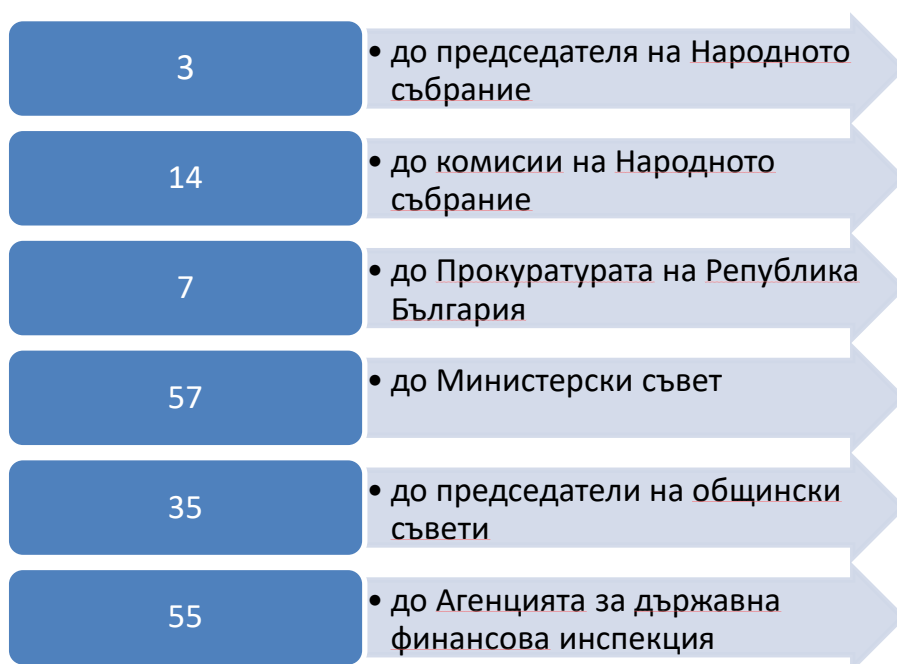 3
• до председателя на Народното
събрание
14
• до комисии на Народното
събрание
7
• до Прокуратурата на Република
България
57
• до Министерски съвет
35
• до председатели на общински
съвети
55
• до Агенцията за държавна
финансова инспекция